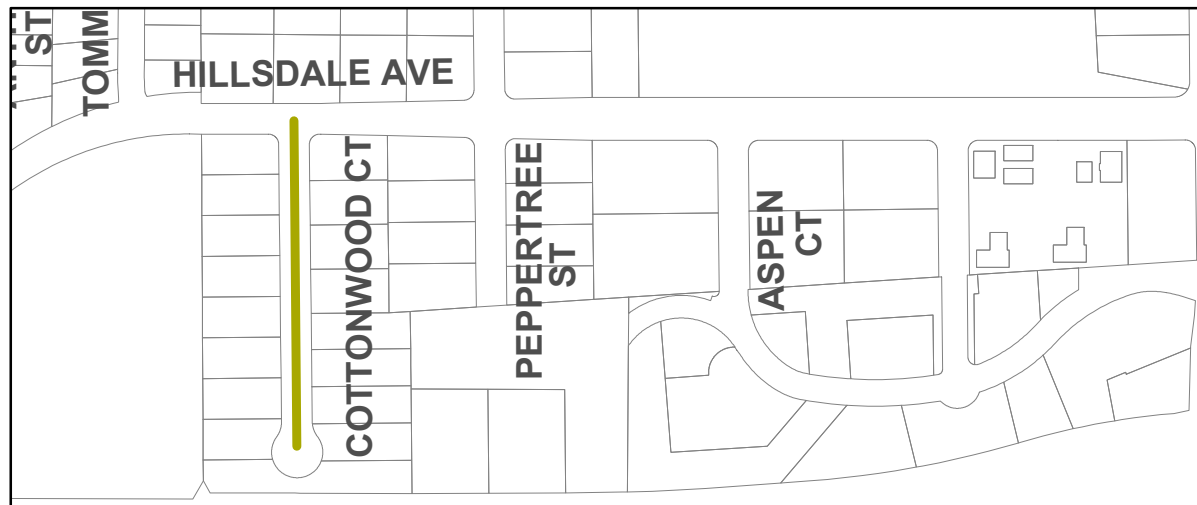 ST
TOMM
HILLSDALE AVE
COTTONWOOD CT
PEPPERTREE
ST
ASPEN
CT